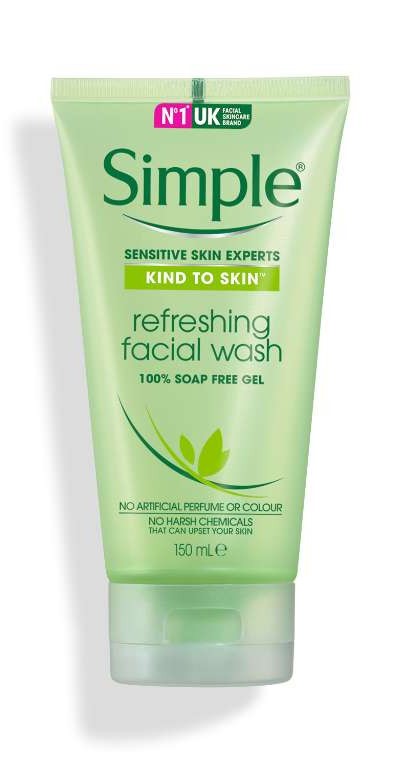 Nº1* UK FACIAL SKINCARE BRAND
Simple®
SENSITIVE SKIN EXPERTS
KIND TO SKIN™
refreshing
facial wash
100% SOAP FREE GEL
NO ARTIFICIAL PERFUME OR COLOUR
NO HARSH CHEMICALS
THAT CAN UPSET YOUR SKIN
150 mL℮